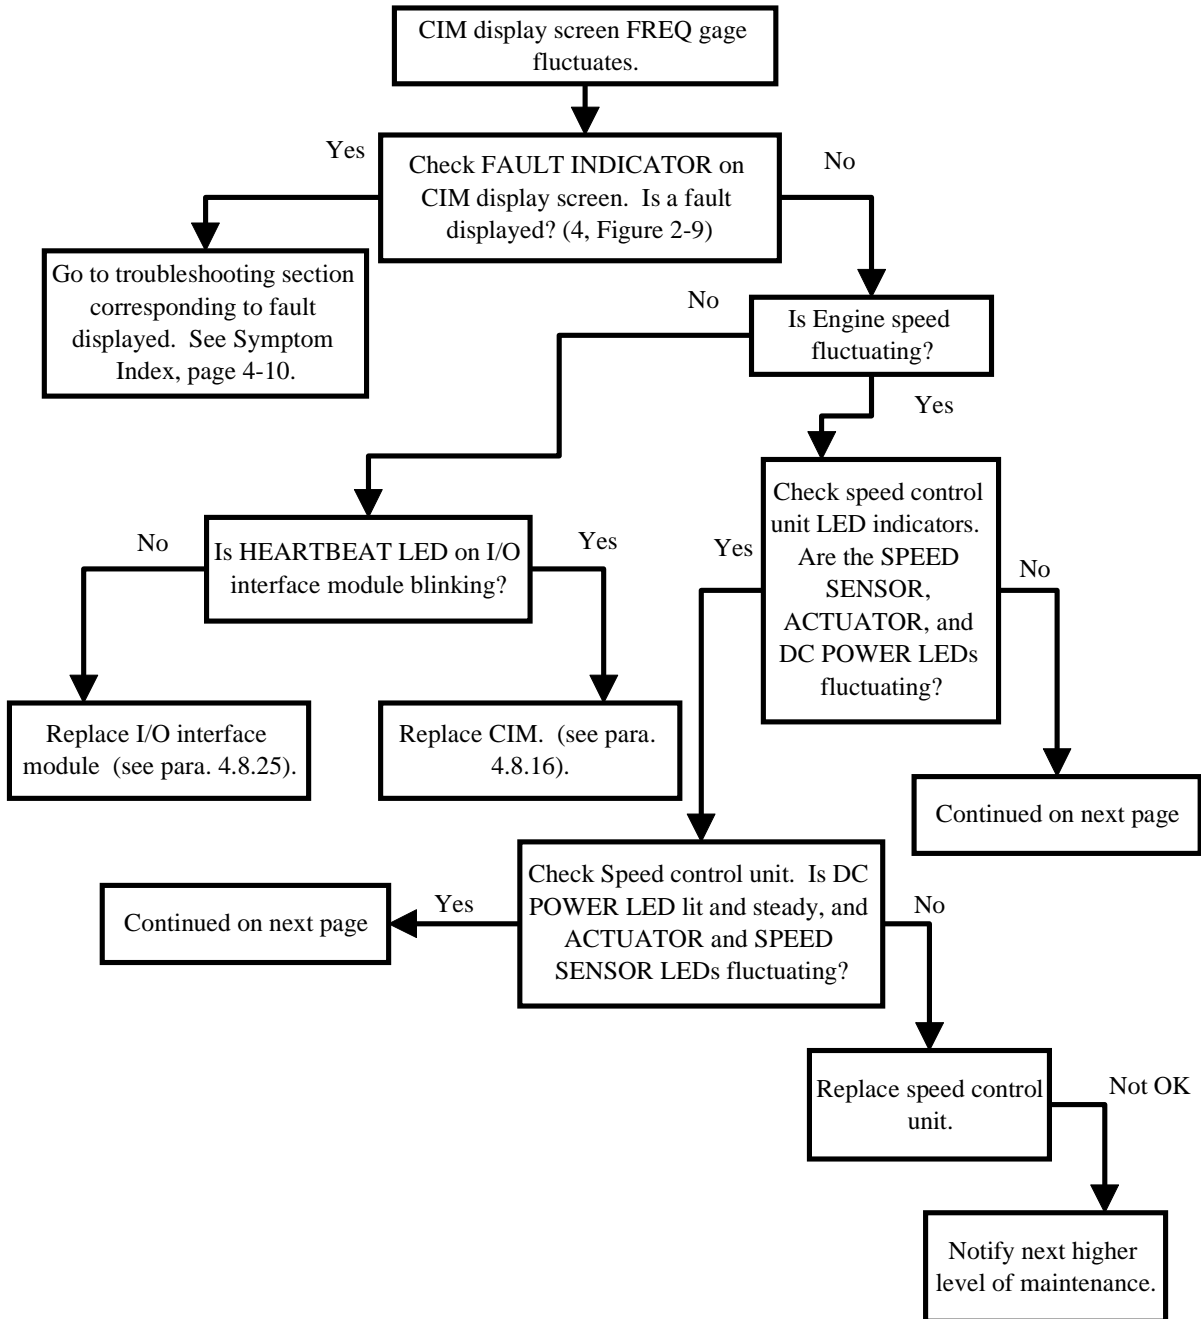 CIM display screen FREQ gage
fluctuates.
Yes
Check FAULT INDICATOR on
CIM display screen.  Is a fault
displayed? (4, Figure 2-9)
No
Go to troubleshooting section
corresponding to fault
displayed.  See Symptom
Index, page 4-10.
No
Is Engine speed
fluctuating?
Yes
Check speed control
unit LED indicators.
Are the SPEED
SENSOR,
ACTUATOR, and
DC POWER LEDs
fluctuating?
No
Is HEARTBEAT LED on I/O
interface module blinking?
Yes
Yes
No
Replace I/O interface
module  (see para. 4.8.25).
Replace CIM.  (see para.
4.8.16).
Continued on next page
Continued on next page
Yes
Check Speed control unit.  Is DC
POWER LED lit and steady, and
ACTUATOR and SPEED
SENSOR LEDs fluctuating?
No
Replace speed control
unit.
Not OK
Notify next higher
level of maintenance.